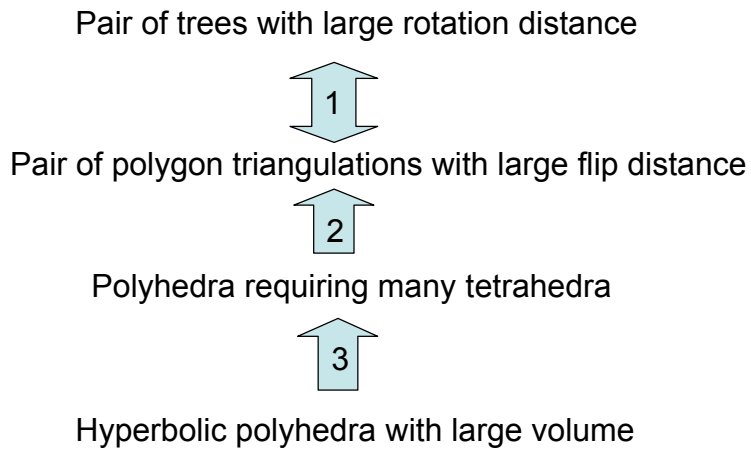 Pair of trees with large rotation distance
1
Pair of polygon triangulations with large flip distance
2
Polyhedra requiring many tetrahedra
3
Hyperbolic polyhedra with large volume